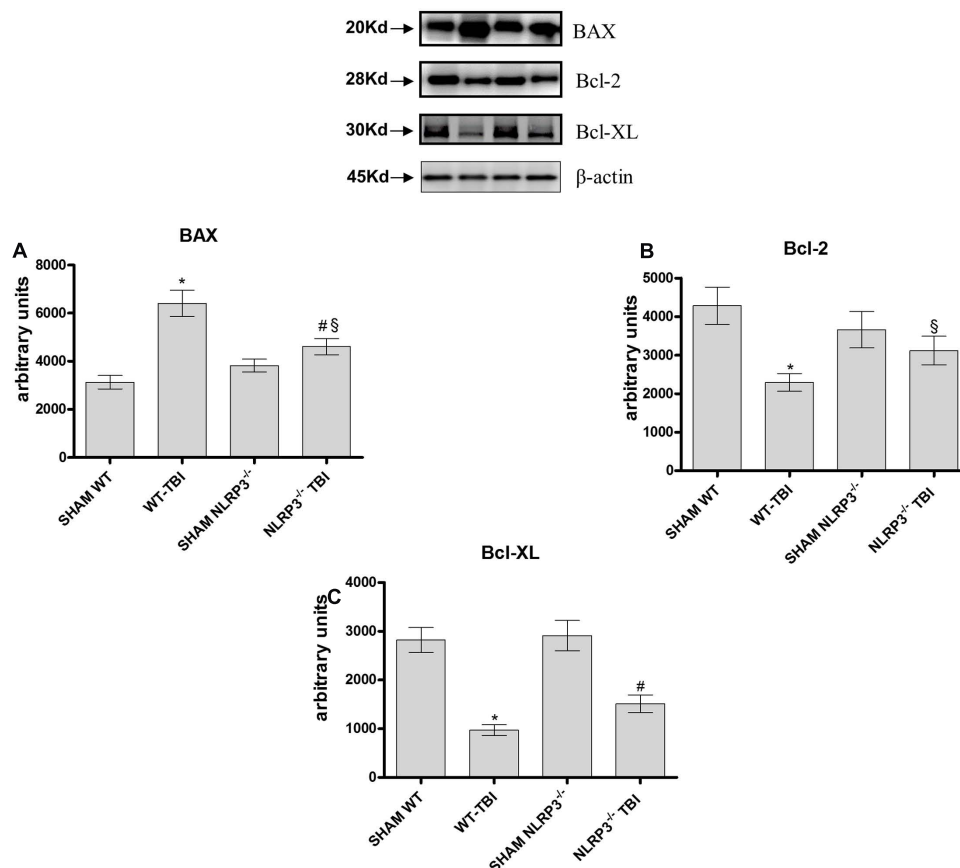 20Kd BAX
28Kd Bcl-2
30Kd Bcl-XL
45Kd β-actin
A
BAX
arbitrary units
8000
6000
4000
2000
0
*
# §
SHAM WT
WT-TBI
SHAM NLRP3-/-
NLRP3-/- TBI
B
Bcl-2
arbitrary units
5000
4000
3000
2000
1000
0
*
§
SHAM WT
WT-TBI
SHAM NLRP3-/-
NLRP3-/- TBI
C
Bcl-XL
arbitrary units
4000
3000
2000
1000
0
*
#
SHAM WT
WT-TBI
SHAM NLRP3-/-
NLRP3-/- TBI